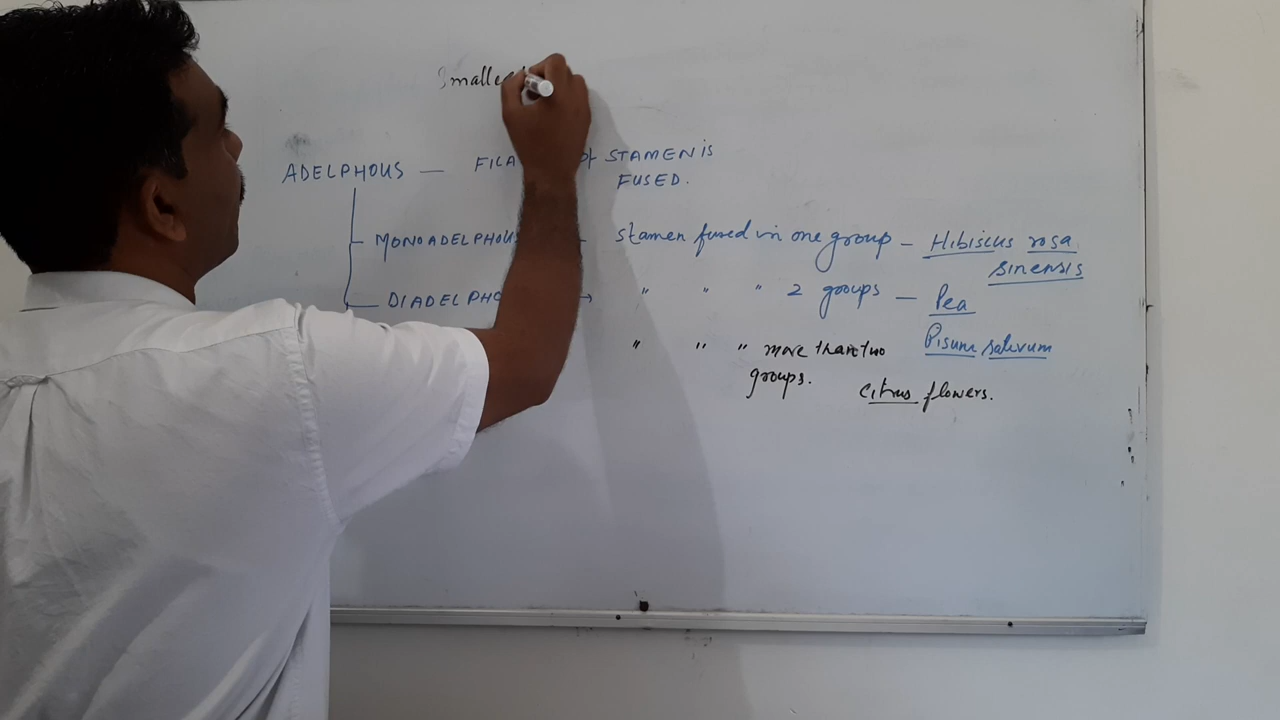 Smalle
ADELPHOUS — FILA of STAMEN is
FUSED.
MONOADELPHOUS — stamen fused in one group — Hibiscus rosa
sinensis
DIADELPHO → " " " 2 groups — Pea
" " " more than two Pisum sativum
groups. citrus flowers.